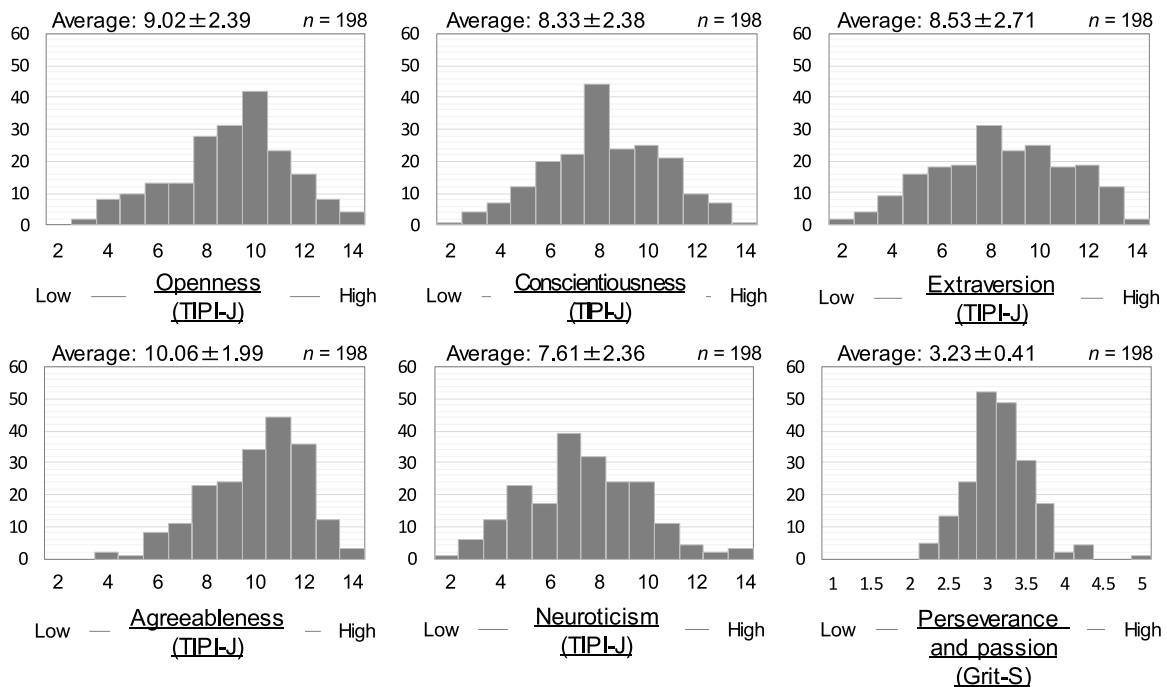 Average: 9.02±2.39 n = 198
60
50
40
30
20
10
0
2 4 6 8 10 12 14
Low — Openness — High
(TIPI-J)
Average: 8.33±2.38 n = 198
60
50
40
30
20
10
0
2 4 6 8 10 12 14
Low - Conscientiousness - High
(TIPI-J)
Average: 8.53±2.71 n = 198
60
50
40
30
20
10
0
2 4 6 8 10 12 14
Low — Extraversion — High
(TIPI-J)
Average: 10.06±1.99 n = 198
60
50
40
30
20
10
0
2 4 6 8 10 12 14
Low — Agreeableness — High
(TIPI-J)
Average: 7.61±2.36 n = 198
60
50
40
30
20
10
0
2 4 6 8 10 12 14
Low — Neuroticism — High
(TIPI-J)
Average: 3.23±0.41 n = 198
60
50
40
30
20
10
0
1 1.5 2 2.5 3 3.5 4 4.5 5
Low — Perseverance — High
and passion
(Grit-S)